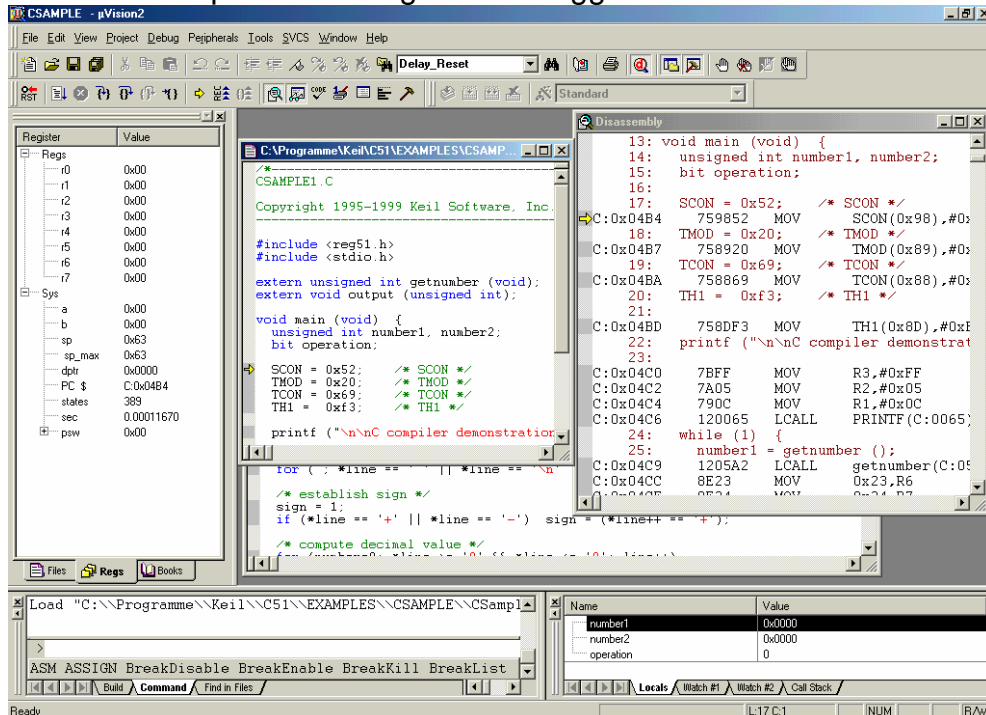 CSAMPLE - µVision2
File Edit View Project Debug Peripherals Tools SVCS Window Help
Delay_Reset
RST
CODE
Standard
Register Value
Regs
r0 0x00
r1 0x00
r2 0x00
r3 0x00
r4 0x00
r5 0x00
r6 0x00
r7 0x00
Sys
a 0x00
b 0x00
sp 0x63
sp_max 0x63
dptr 0x0000
PC $ C:0x04B4
states 389
sec 0.00011670
psw 0x00
Files Regs Books
C:\Programme\Keil\C51\EXAMPLES\CSAMP...
/*------------------------------------
CSAMPLE1.C
Copyright 1995-1999 Keil Software, Inc.
#include <reg51.h>
#include <stdio.h>
extern unsigned int getnumber (void);
extern void output (unsigned int);
void main (void) {
unsigned int number1, number2;
bit operation;
SCON = 0x52; /* SCON */
TMOD = 0x20; /* TMOD */
TCON = 0x69; /* TCON */
TH1 = 0xf3; /* TH1 */
printf ("\n\nC compiler demonstration
/* establish sign */
sign = 1;
if (*line == '+' || *line == '-') sign = (*line++ == '+');
/* compute decimal value */
Disassembly
13: void main (void) {
14: unsigned int number1, number2;
15: bit operation;
16:
17: SCON = 0x52; /* SCON */
C:0x04B4 759852 MOV SCON(0x98),#0x
18: TMOD = 0x20; /* TMOD */
C:0x04B7 758920 MOV TMOD(0x89),#0x
19: TCON = 0x69; /* TCON */
C:0x04BA 758869 MOV TCON(0x88),#0x
20: TH1 = 0xf3; /* TH1 */
21:
C:0x04BD 758DF3 MOV TH1(0x8D),#0x
22: printf ("\n\nC compiler demonstrat
23:
C:0x04C0 7BFF MOV R3,#0xFF
C:0x04C2 7A05 MOV R2,#0x05
C:0x04C4 790C MOV R1,#0x0C
C:0x04C6 120065 LCALL PRINTF(C:0065)
24: while (1) {
25: number1 = getnumber ();
C:0x04C9 1205A2 LCALL getnumber(C:05
C:0x04CC 8E23 MOV 0x23,R6
Load "C:\\Programme\\Keil\\C51\\EXAMPLES\\CSAMPLE\\CSampl
>
ASM ASSIGN BreakDisable BreakEnable BreakKill BreakList
Build Command Find in Files
Name Value
number1 0x0000
number2 0x0000
operation 0
Locals Watch #1 Watch #2 Call Stack
Ready L:17 C:1 NUM R/W